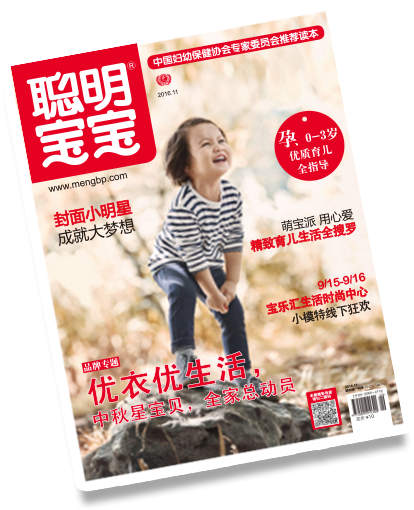 中国妇幼保健协会专家委员会推荐读本
聪明
宝宝
®
2016.11
www.mengbp.com
孕、0-3岁
优质育儿
全指导
封面小明星
成就大梦想
萌宝派 用心爱
精致育儿生活全搜罗
9/15-9/16
宝乐汇生活时尚中心
小模特线下狂欢
品牌专题
优衣优生活，
中秋星宝贝，全家总动员